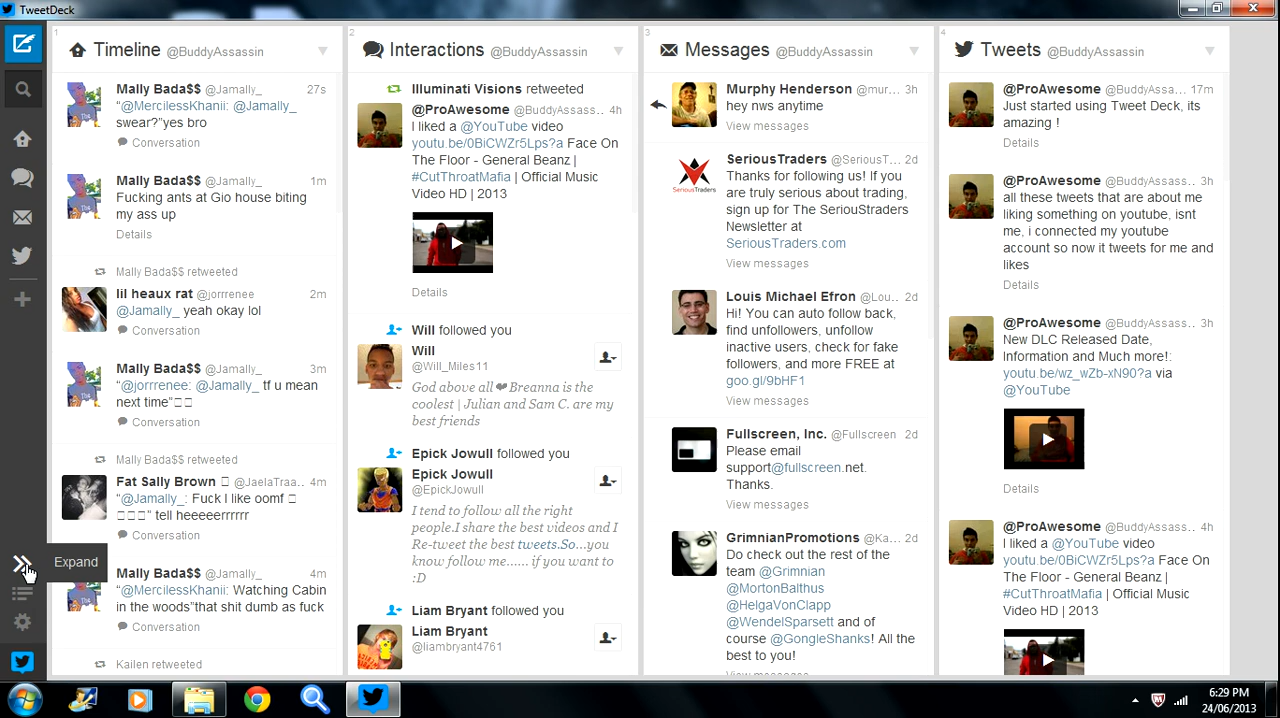 TweetDeck
1
Timeline @BuddyAssassin
Mally Bada$$ @Jamally_ 27s
“@MercilessKhanii: @Jamally_
swear?”yes bro
Conversation
Mally Bada$$ @Jamally_ 1m
Fucking ants at Gio house biting
my ass up
Details
Mally Bada$$ retweeted
lil heaux rat @jorrrenee 2m
@Jamally_ yeah okay lol
Conversation
Mally Bada$$ @Jamally_ 3m
“@jorrrenee: @Jamally_ tf u mean
next time”▯▯
Conversation
Mally Bada$$ retweeted
Fat Sally Brown ▯ @JaelaTraa.. 4m
“@Jamally_: Fuck I like oomf ▯
▯▯▯” tell heeeeerrrrrr
Conversation
Expand
Mally Bada$$ @Jamally_ 4m
“@MercilessKhanii: Watching Cabin
in the woods”that shit dumb as fuck
Conversation
Kailen retweeted
2
Interactions @BuddyAssassin
Illuminati Visions retweeted
@ProAwesome @BuddyAssass.. 4h
I liked a @YouTube video
youtu.be/0BiCWZr5Lps?a Face On
The Floor - General Beanz |
#CutThroatMafia | Official Music
Video HD | 2013
Details
Will followed you
Will
@Will_Miles11
God above all ❤ Breanna is the
coolest | Julian and Sam C. are my
best friends
Epick Jowull followed you
Epick Jowull
@EpickJowull
I tend to follow all the right
people.I share the best videos and I
Re-tweet the best tweets.So...you
know follow me...... if you want to
:D
Liam Bryant followed you
Liam Bryant
@liambryant4761
3
Messages @BuddyAssassin
Murphy Henderson @mur... 3h
hey nws anytime
View messages
SeriousTraders @SeriousT... 2d
Thanks for following us! If you
are truly serious about trading,
sign up for The SeriouStraders
Newsletter at
SeriousTraders.com
View messages
SeriousTraders
Louis Michael Efron @Lou.. 2d
Hi! You can auto follow back,
find unfollowers, unfollow
inactive users, check for fake
followers, and more FREE at
goo.gl/9bHF1
View messages
Fullscreen, Inc. @Fullscreen 2d
Please email
support@fullscreen.net.
Thanks.
View messages
GrimnianPromotions @Ka... 2d
Do check out the rest of the
team @Grimnian
@MortonBalthus
@HelgaVonClapp
@WendelSparsett and of
course @GongleShanks! All the
best to you!
4
Tweets @BuddyAssassin
@ProAwesome @BuddyAssa... 17m
Just started using Tweet Deck, its
amazing !
Details
@ProAwesome @BuddyAssass.. 3h
all these tweets that are about me
liking something on youtube, isnt
me, i connected my youtube
account so now it tweets for me and
likes
Details
@ProAwesome @BuddyAssass.. 3h
New DLC Released Date,
Information and Much more!:
youtu.be/wz_wZb-xN90?a via
@YouTube
Details
@ProAwesome @BuddyAssass.. 4h
I liked a @YouTube video
youtu.be/0BiCWZr5Lps?a Face On
The Floor - General Beanz |
#CutThroatMafia | Official Music
Video HD | 2013
6:29 PM
24/06/2013